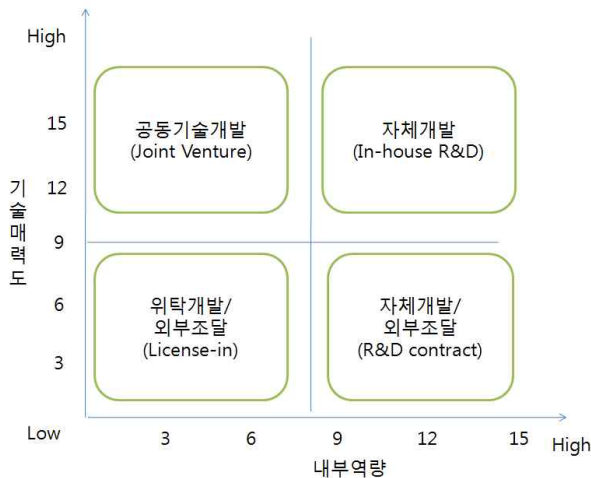 High
공동기술개발
(Joint Venture)
자체개발
(In-house R&D)
15
12
9
6
3
기술매력도
위탁개발/
외부조달
(License-in)
자체개발/
외부조달
(R&D contract)
Low
3 6 9 12 15
High
내부역량